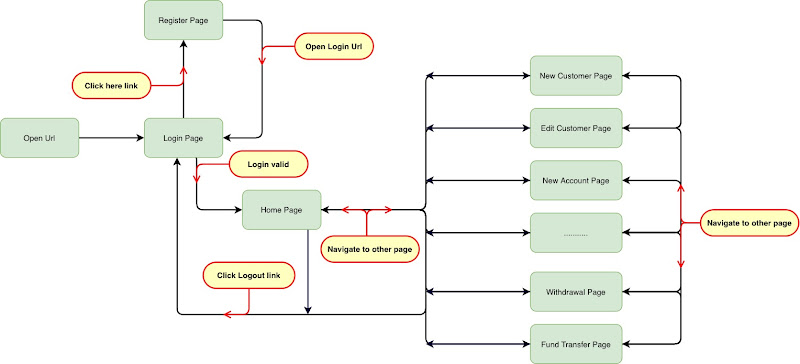 Register Page
Open Login Url
New Customer Page
Click here link
Open Url
Login Page
Edit Customer Page
Login valid
New Account Page
Home Page
Navigate to other page
Navigate to other page
............
Click Logout link
Withdrawal Page
Fund Transfer Page